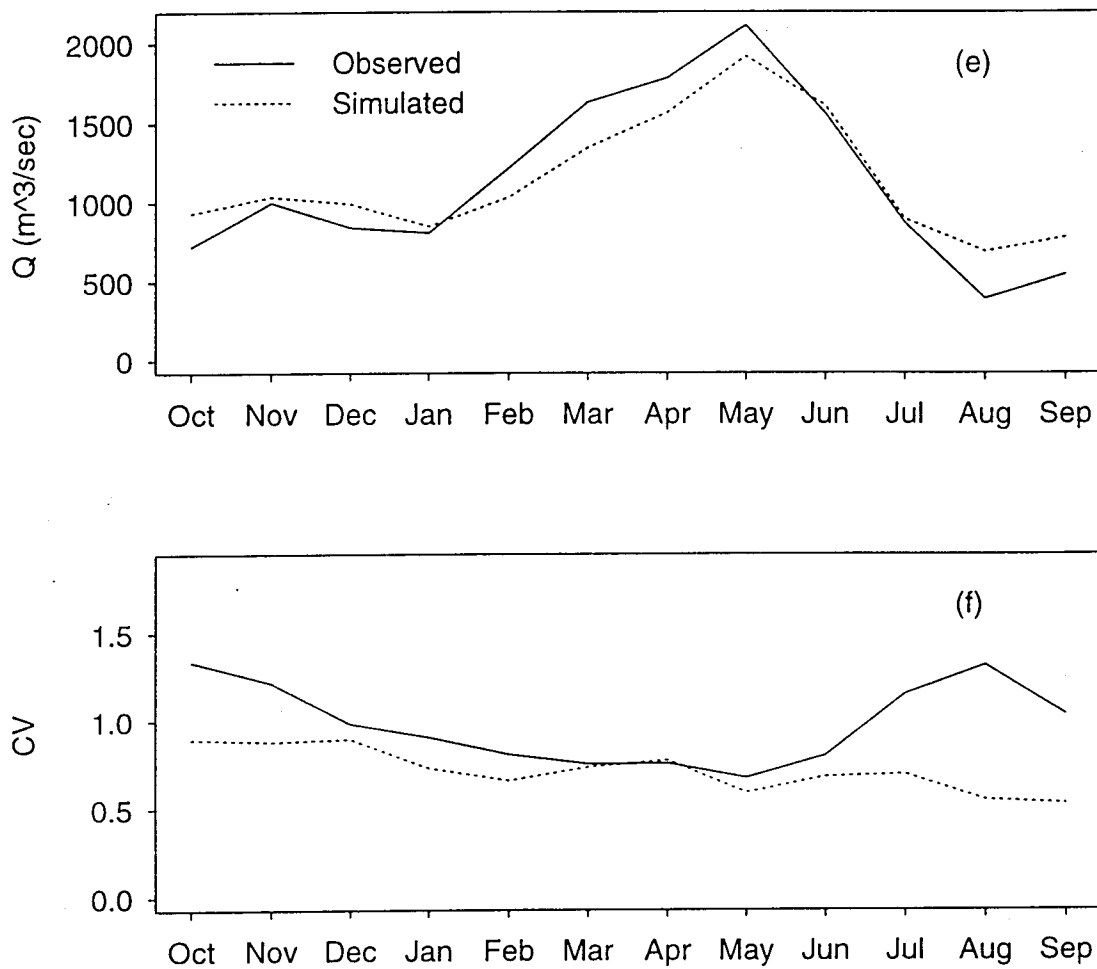 (e)
Observed
Simulated
Q (m^3/sec)
2000
1500
1000
500
0
Oct Nov Dec Jan Feb Mar Apr May Jun Jul Aug Sep
(f)
CV
1.5
1.0
0.5
0.0
Oct Nov Dec Jan Feb Mar Apr May Jun Jul Aug Sep